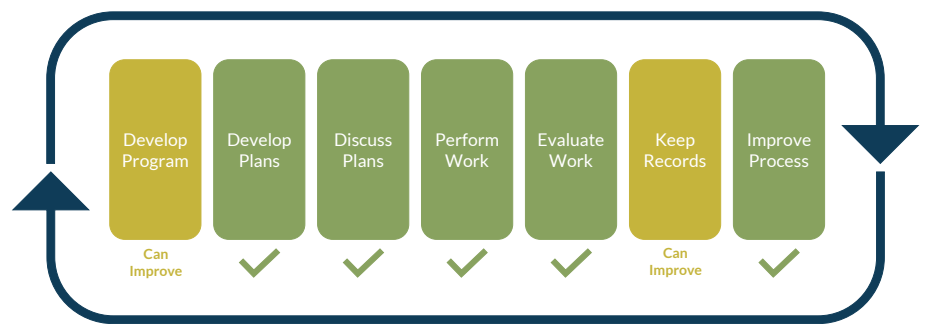 Develop
Program
Develop
Plans
Discuss
Plans
Perform
Work
Evaluate
Work
Keep
Records
Improve
Process
Can
Improve
Can
Improve